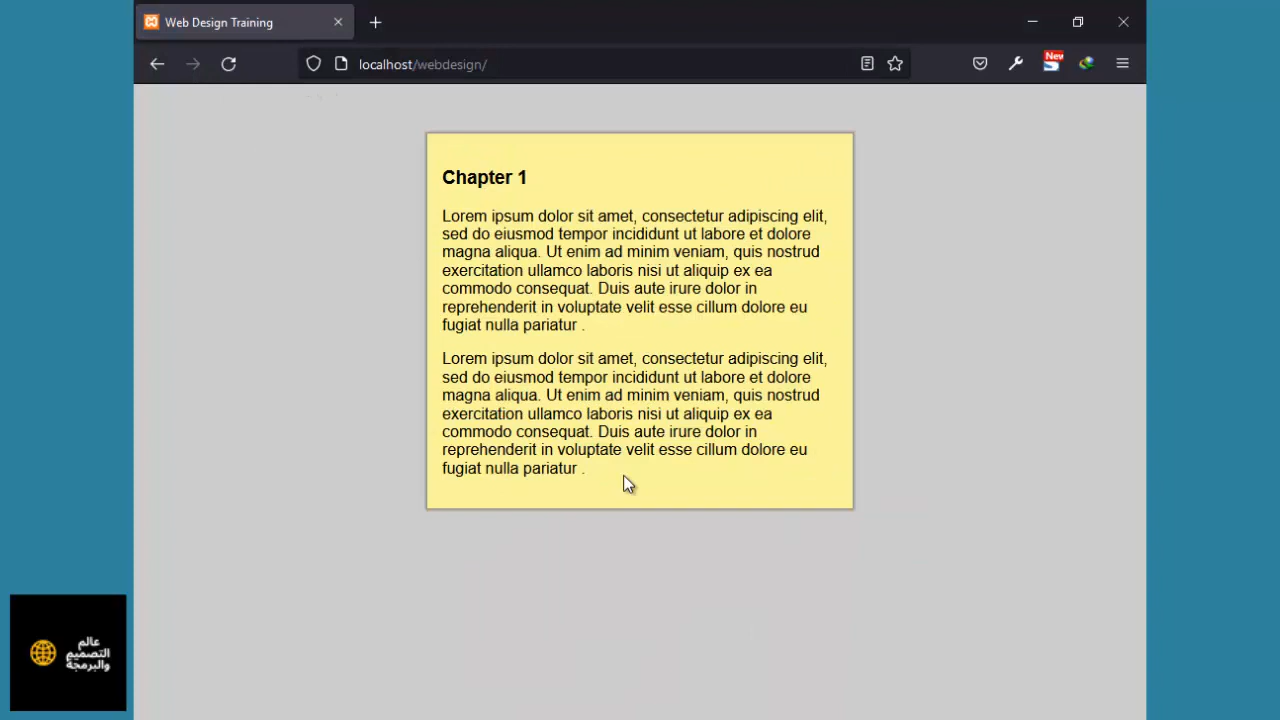 Web Design Training
localhost/webdesign/
New
Chapter 1
Lorem ipsum dolor sit amet, consectetur adipiscing elit,
sed do eiusmod tempor incididunt ut labore et dolore
magna aliqua. Ut enim ad minim veniam, quis nostrud
exercitation ullamco laboris nisi ut aliquip ex ea
commodo consequat. Duis aute irure dolor in
reprehenderit in voluptate velit esse cillum dolore eu
fugiat nulla pariatur .
Lorem ipsum dolor sit amet, consectetur adipiscing elit,
sed do eiusmod tempor incididunt ut labore et dolore
magna aliqua. Ut enim ad minim veniam, quis nostrud
exercitation ullamco laboris nisi ut aliquip ex ea
commodo consequat. Duis aute irure dolor in
reprehenderit in voluptate velit esse cillum dolore eu
fugiat nulla pariatur .
عالم
التصميم
والبرمجة